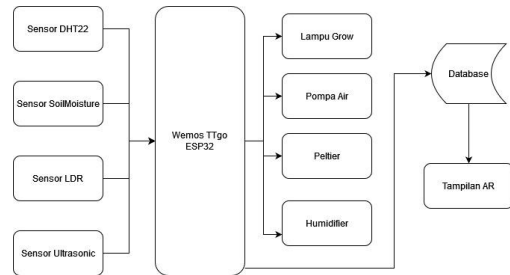 Sensor DHT22
Sensor SoilMoisture
Sensor LDR
Sensor Ultrasonic
Wemos TTgo
ESP32
Lampu Grow
Pompa Air
Peltier
Humidifier
Database
Tampilan AR